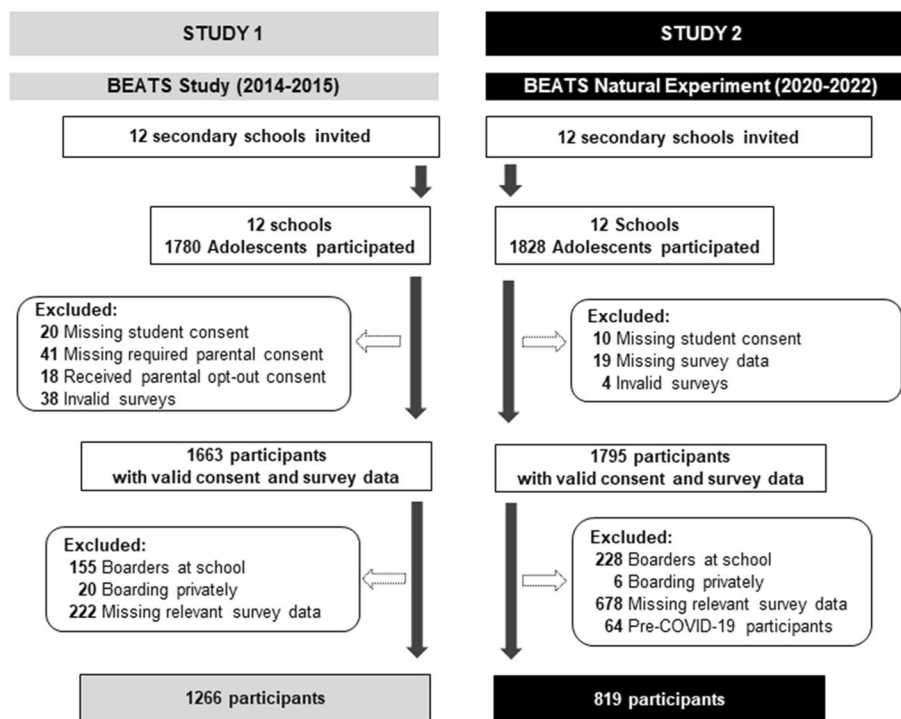 STUDY 1
BEATS Study (2014-2015)
12 secondary schools invited
12 schools
1780 Adolescents participated
Excluded:
20 Missing student consent
41 Missing required parental consent
18 Received parental opt-out consent
38 Invalid surveys
1663 participants
with valid consent and survey data
Excluded:
155 Boarders at school
20 Boarding privately
222 Missing relevant survey data
1266 participants
STUDY 2
BEATS Natural Experiment (2020-2022)
12 secondary schools invited
12 Schools
1828 Adolescents participated
Excluded:
10 Missing student consent
19 Missing survey data
4 Invalid surveys
1795 participants
with valid consent and survey data
Excluded:
228 Boarders at school
6 Boarding privately
678 Missing relevant survey data
64 Pre-COVID-19 participants
819 participants